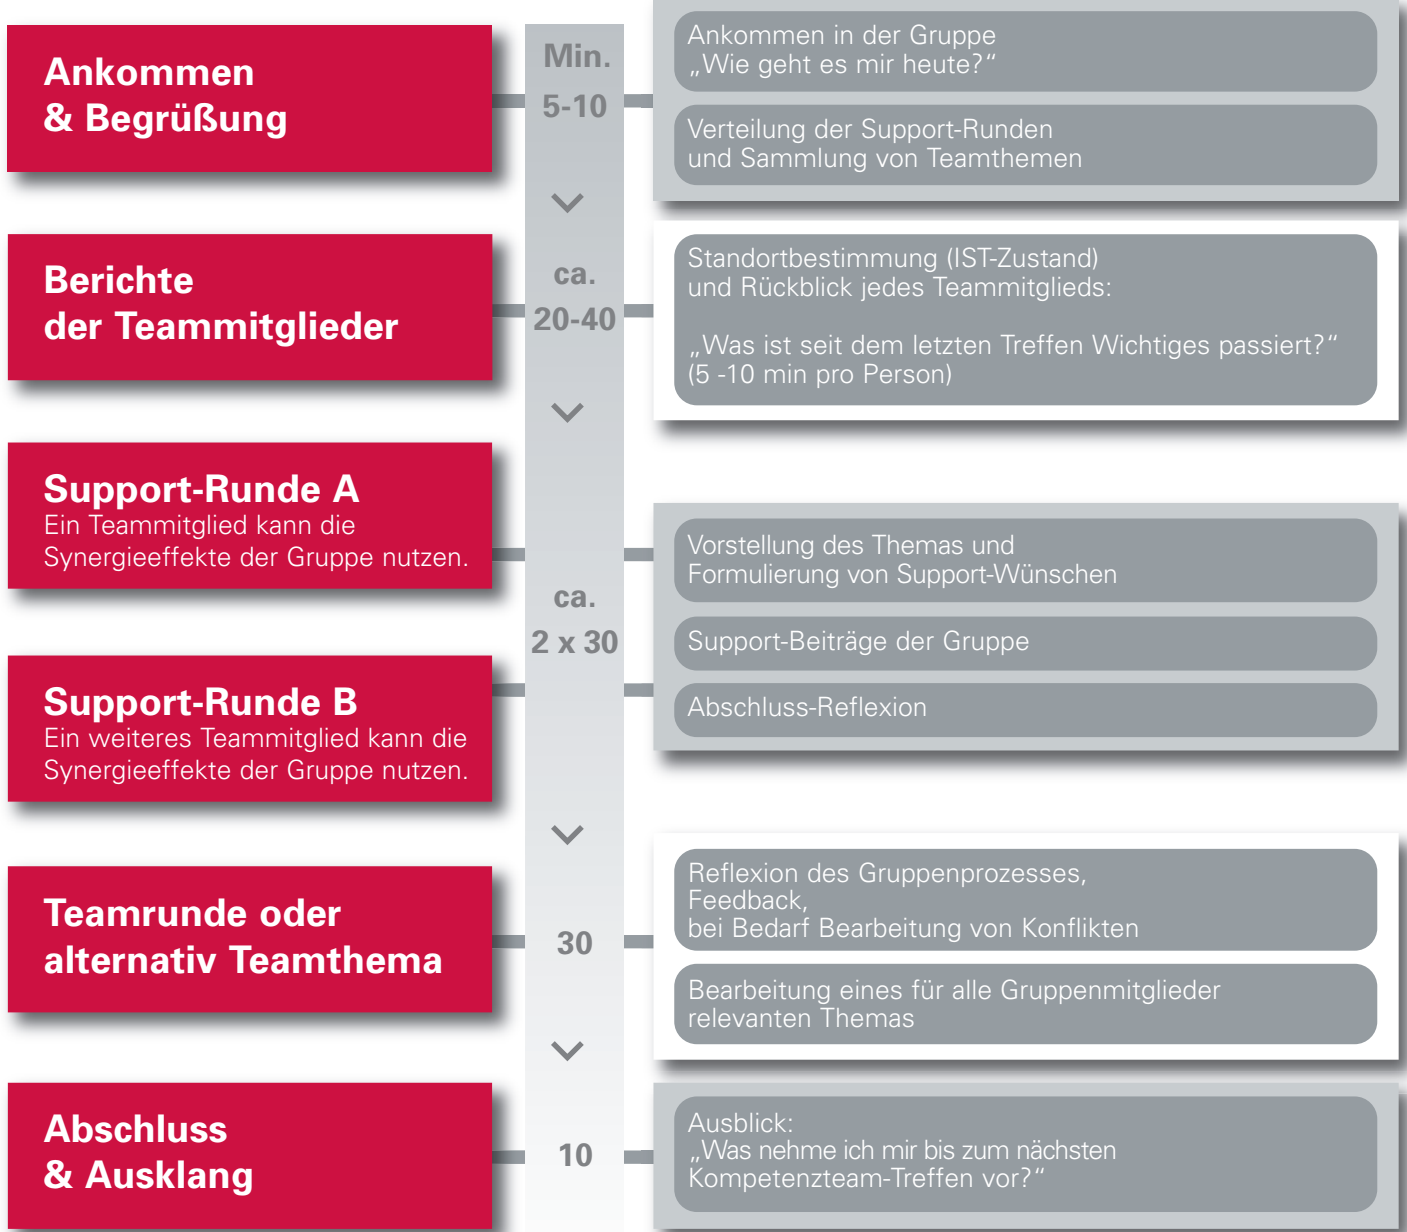 Ankommen
& Begrüßung
Min.
5-10
Ankommen in der Gruppe
„Wie geht es mir heute?“
Verteilung der Support-Runden
und Sammlung von Teamthemen
Berichte
der Teammitglieder
ca.
20-40
Standortbestimmung (IST-Zustand)
und Rückblick jedes Teammitglieds:
„Was ist seit dem letzten Treffen Wichtiges passiert?“
(5 -10 min pro Person)
Support-Runde A
Ein Teammitglied kann die
Synergieeffekte der Gruppe nutzen.
Support-Runde B
Ein weiteres Teammitglied kann die
Synergieeffekte der Gruppe nutzen.
ca.
2 x 30
Vorstellung des Themas und
Formulierung von Support-Wünschen
Support-Beiträge der Gruppe
Abschluss-Reflexion
Teamrunde oder
alternativ Teamthema
30
Reflexion des Gruppenprozesses,
Feedback,
bei Bedarf Bearbeitung von Konflikten
Bearbeitung eines für alle Gruppenmitglieder
relevanten Themas
Abschluss
& Ausklang
10
Ausblick:
„Was nehme ich mir bis zum nächsten
Kompetenzteam-Treffen vor?“